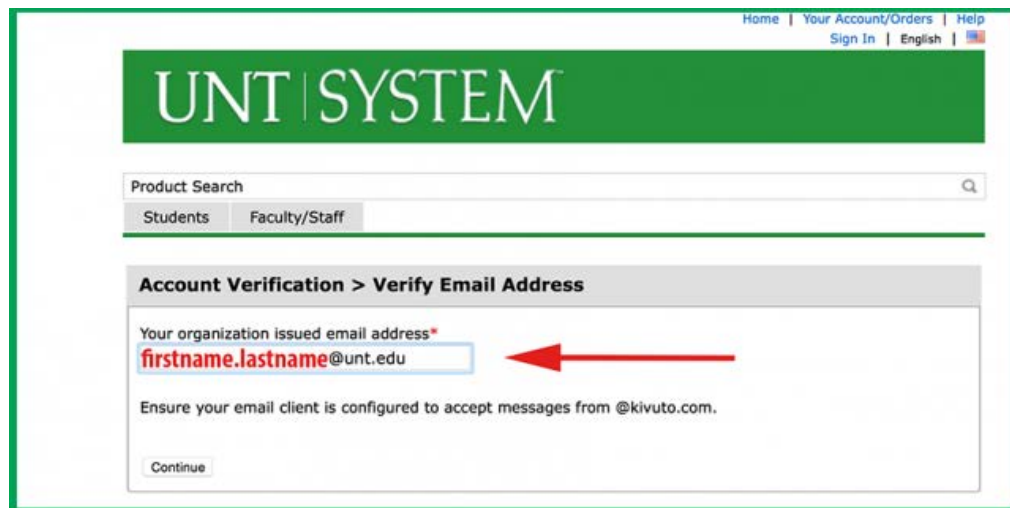 Home | Your Account/Orders | Help
Sign In | English |
UNT | SYSTEM
Product Search
Students Faculty/Staff
Account Verification > Verify Email Address
Your organization issued email address*
firstname.lastname@unt.edu
Ensure your email client is configured to accept messages from @kivuto.com.
Continue